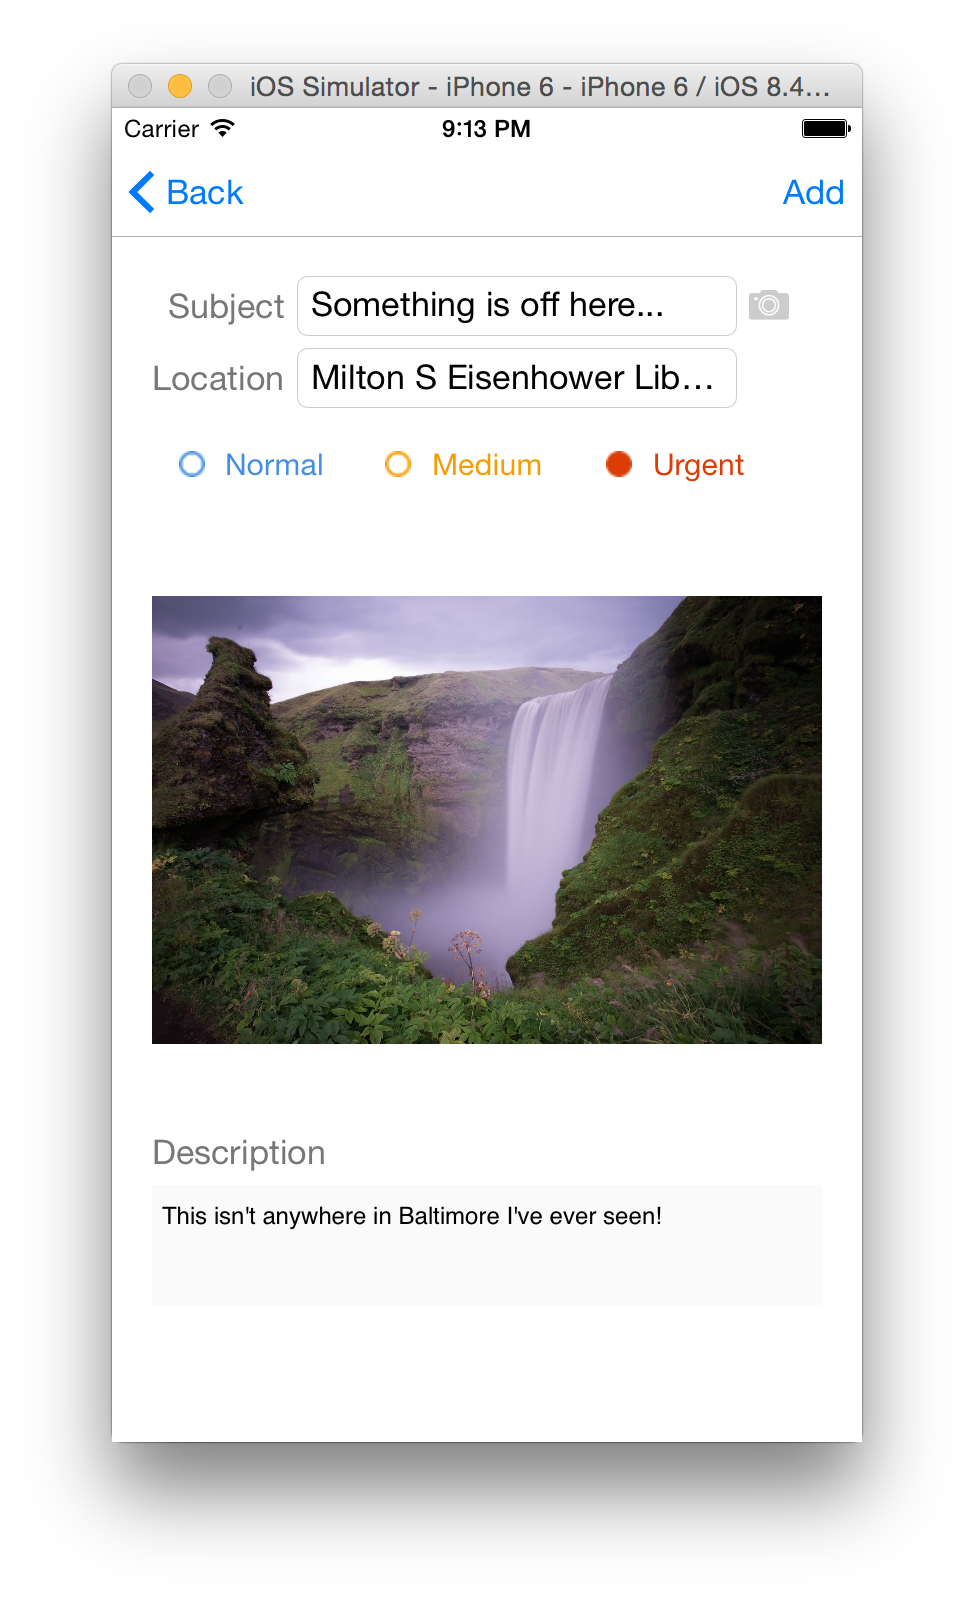 iOS Simulator - iPhone 6 - iPhone 6 / iOS 8.4...
Carrier 9:13 PM
Back Add
Subject Something is off here...
Location Milton S Eisenhower Lib...
Normal Medium Urgent
Description
This isn't anywhere in Baltimore I've ever seen!